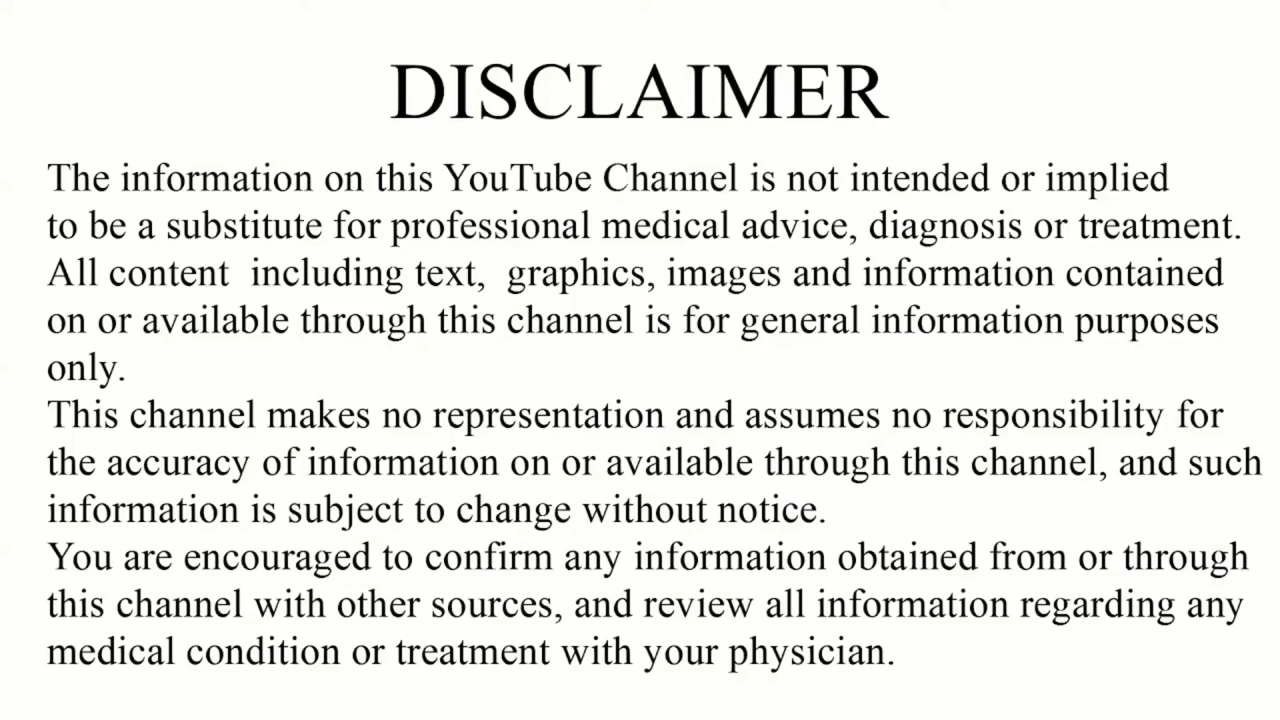 DISCLAIMER
The information on this YouTube Channel is not intended or implied
to be a substitute for professional medical advice, diagnosis or treatment.
All content  including text,  graphics, images and information contained
on or available through this channel is for general information purposes
only.
This channel makes no representation and assumes no responsibility for
the accuracy of information on or available through this channel, and such
information is subject to change without notice.
You are encouraged to confirm any information obtained from or through
this channel with other sources, and review all information regarding any
medical condition or treatment with your physician.